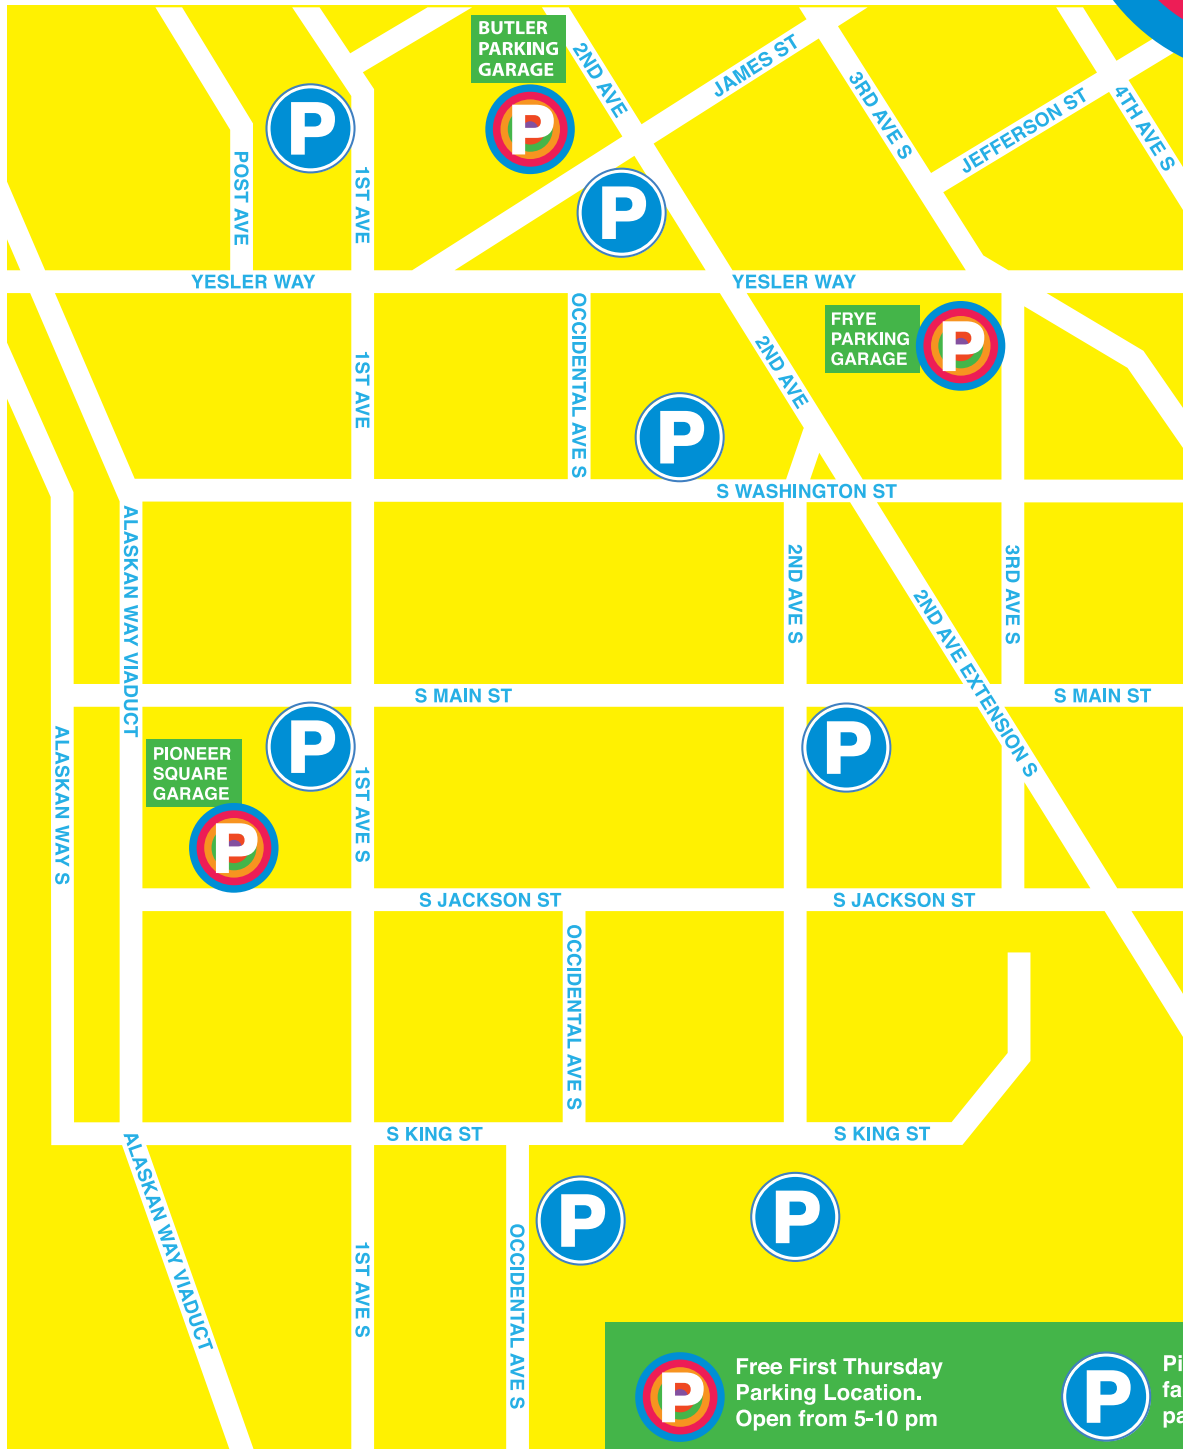 BUTLER
PARKING
GARAGE
2ND AVE
JAMES ST
3RD AVE S
JEFFERSON ST
4TH AVE S
P
P
P
POST AVE
1ST AVE
YESLER WAY
YESLER WAY
OCCIDENTAL AVE S
FRYE
PARKING
GARAGE
P
1ST AVE
2ND AVE
P
S WASHINGTON ST
ALASKAN WAY VIADUCT
2ND AVE S
3RD AVE S
2ND AVE EXTENSION S
S MAIN ST
S MAIN ST
ALASKAN WAY S
PIONEER
SQUARE
GARAGE
P
P
P
1ST AVE S
S JACKSON ST
S JACKSON ST
OCCIDENTAL AVE S
S KING ST
S KING ST
ALASKAN WAY VIADUCT
P
P
1ST AVE S
OCCIDENTAL AVE S
P
Free First Thursday
Parking Location.
Open from 5-10 pm
P
Pi
fa
pa